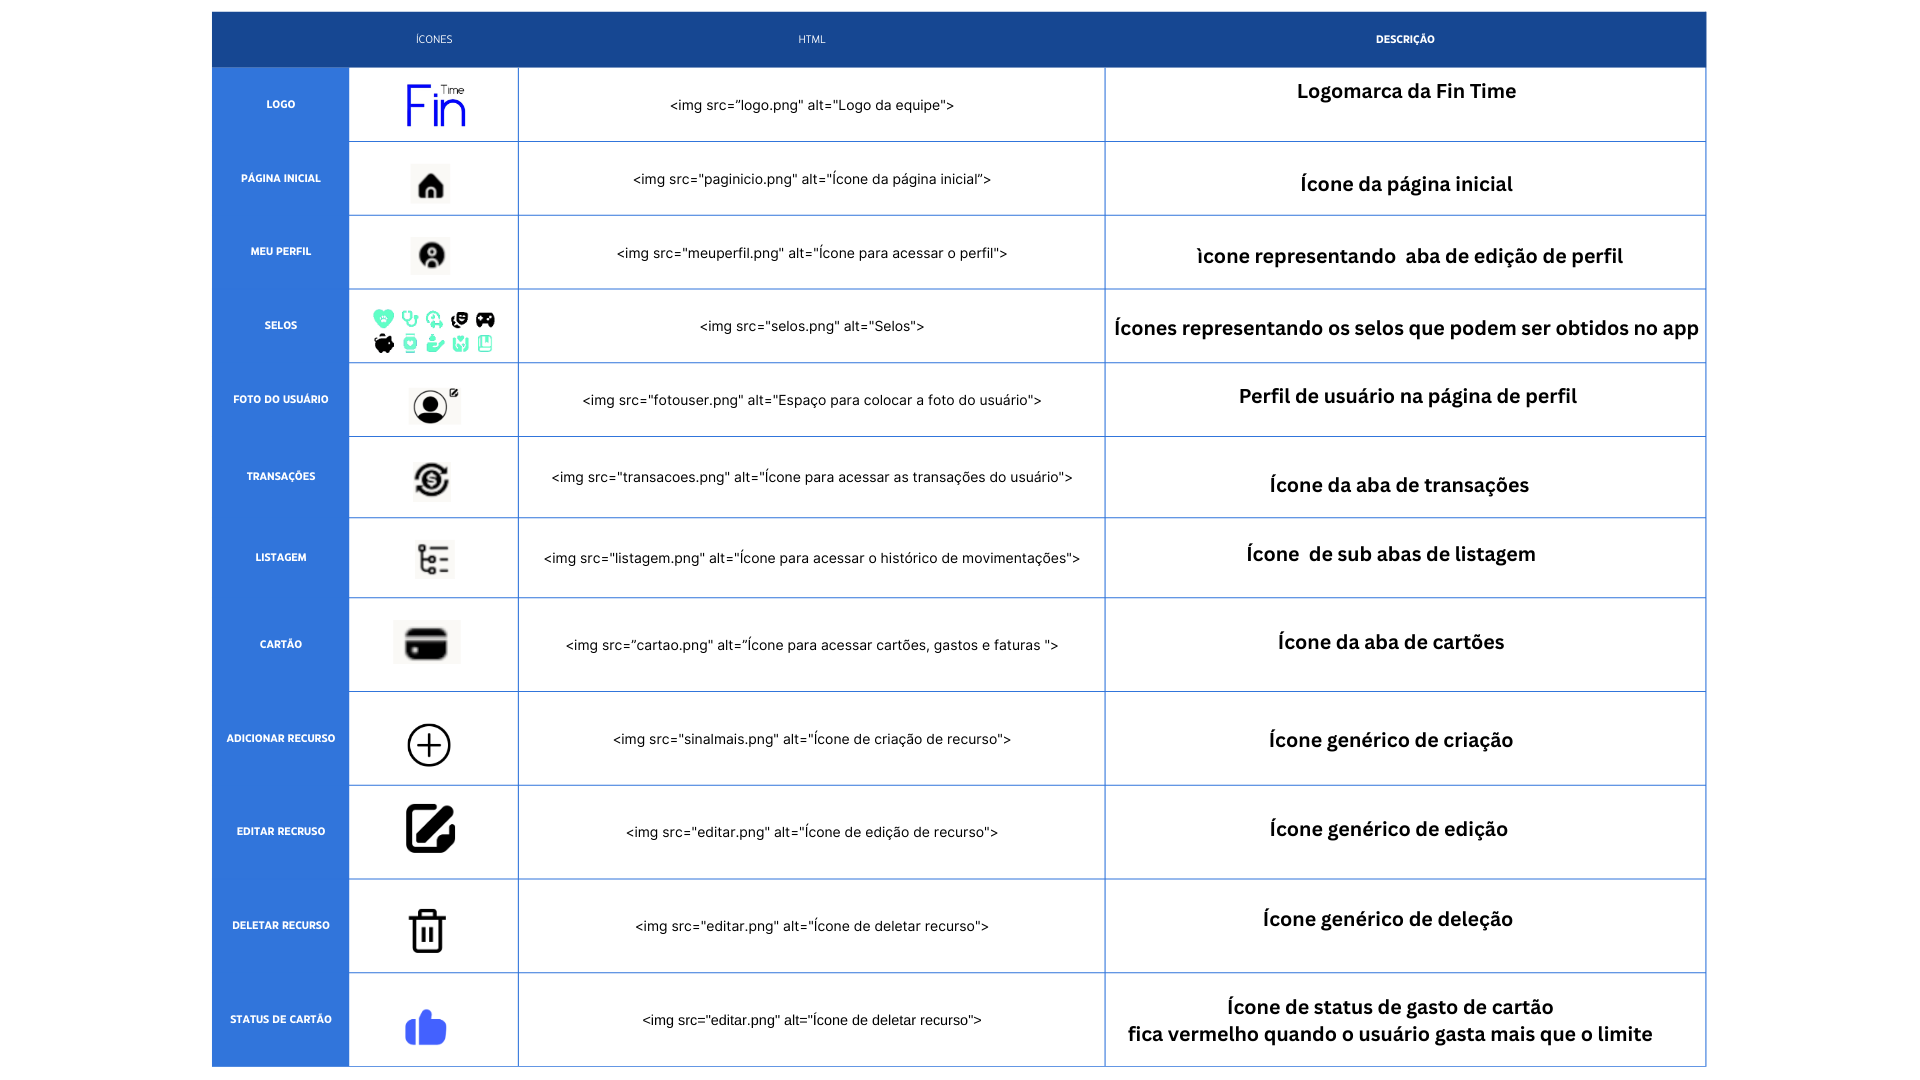 ÍCONES HTML DESCRIÇÃO
LOGO Fin Time <img src=”logo.png" alt="Logo da equipe"> Logomarca da Fin Time
PÁGINA INICIAL <img src="paginicio.png" alt="Ícone da página inicial”> Ícone da página inicial
MEU PERFIL <img src="meuperfil.png" alt="Ícone para acessar o perfil"> ìcone representando  aba de edição de perfil
SELOS <img src="selos.png" alt="Selos"> Ícones representando os selos que podem ser obtidos no app
FOTO DO USUÁRIO <img src="fotouser.png" alt="Espaço para colocar a foto do usuário"> Perfil de usuário na página de perfil
TRANSAÇÕES <img src="transacoes.png" alt="Ícone para acessar as transações do usuário"> Ícone da aba de transações
LISTAGEM <img src="listagem.png" alt="Ícone para acessar o histórico de movimentações"> Ícone  de sub abas de listagem
CARTÃO <img src=”cartao.png" alt=”Ícone para acessar cartões, gastos e faturas "> Ícone da aba de cartões
ADICIONAR RECURSO <img src="sinalmais.png" alt="Ícone de criação de recurso"> Ícone genérico de criação
EDITAR RECRUSO <img src="editar.png" alt="Ícone de edição de recurso"> Ícone genérico de edição
DELETAR RECURSO <img src="editar.png" alt="Ícone de deletar recurso"> Ícone genérico de deleção
STATUS DE CARTÃO <img src="editar.png" alt="Ícone de deletar recurso"> Ícone de status de gasto de cartão
fica vermelho quando o usuário gasta mais que o limite